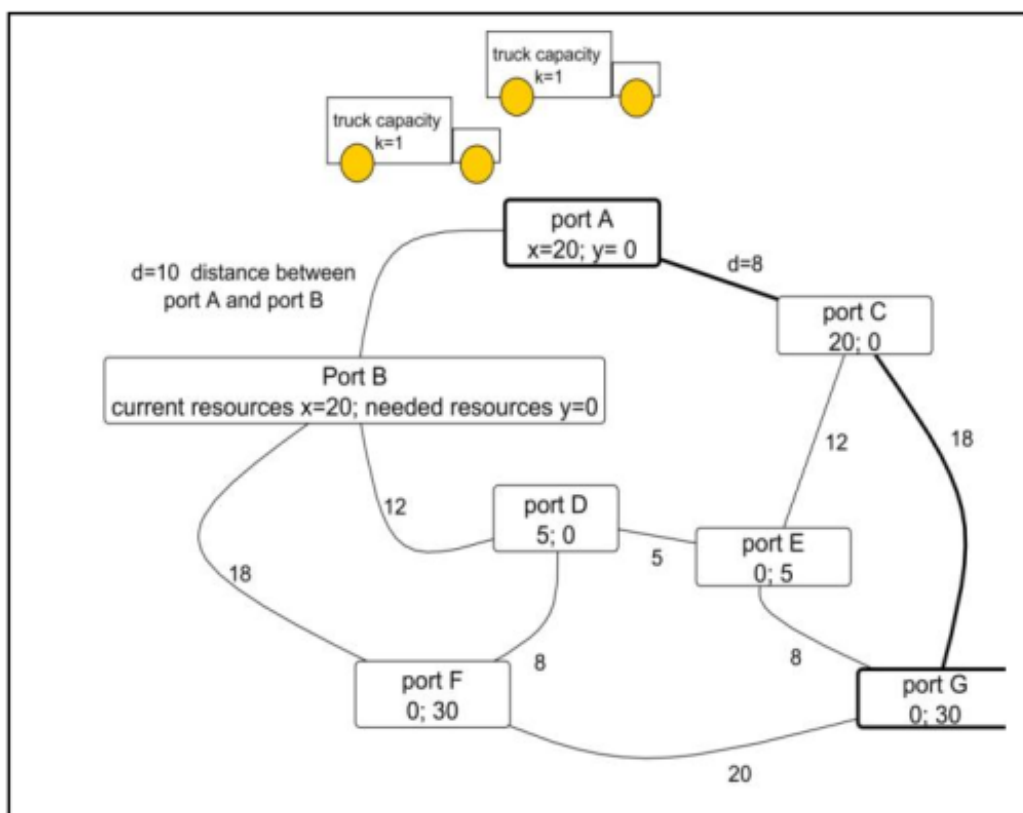 truck capacity
k=1
truck capacity
k=1
port A
x=20; y= 0
d=8
d=10 distance between
port A and port B
port C
20; 0
Port B
current resources x=20; needed resources y=0
12
18
12
port D
5; 0
port E
0; 5
5
18
8
8
port F
0; 30
port G
0; 30
20